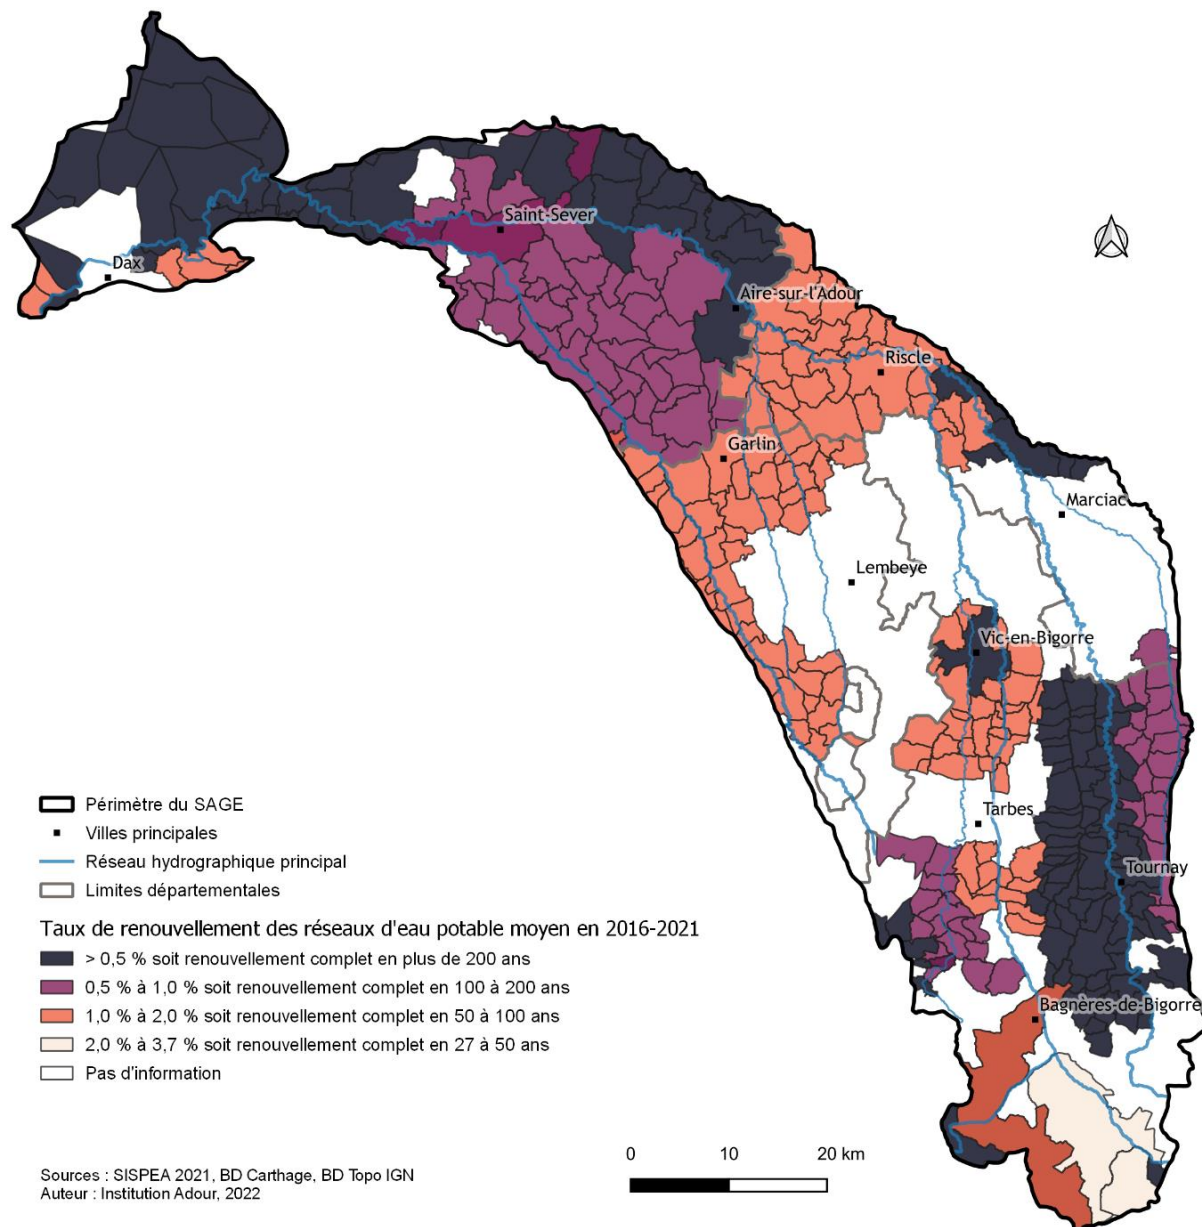 Saint-Sever
Dax
Aire-sur-l'Adour
Riscle
Garlin
Marciac
Lembeye
Vic-en-Bigorre
Tarbes
Tournay
Bagnères-de-Bigorre
Périmètre du SAGE
Villes principales
Réseau hydrographique principal
Limites départementales
Taux de renouvellement des réseaux d'eau potable moyen en 2016-2021
> 0,5 % soit renouvellement complet en plus de 200 ans
0,5 % à 1,0 % soit renouvellement complet en 100 à 200 ans
1,0 % à 2,0 % soit renouvellement complet en 50 à 100 ans
2,0 % à 3,7 % soit renouvellement complet en 27 à 50 ans
Pas d'information
0 10 20 km
Sources : SISPEA 2021, BD Carthage, BD Topo IGN
Auteur : Institution Adour, 2022